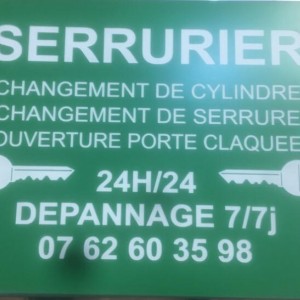 SERRURIER
CHANGEMENT DE CYLINDRE
CHANGEMENT DE SERRURE
OUVERTURE PORTE CLAQUEE
24H/24
DEPANNAGE 7/7j
07 62 60 35 98